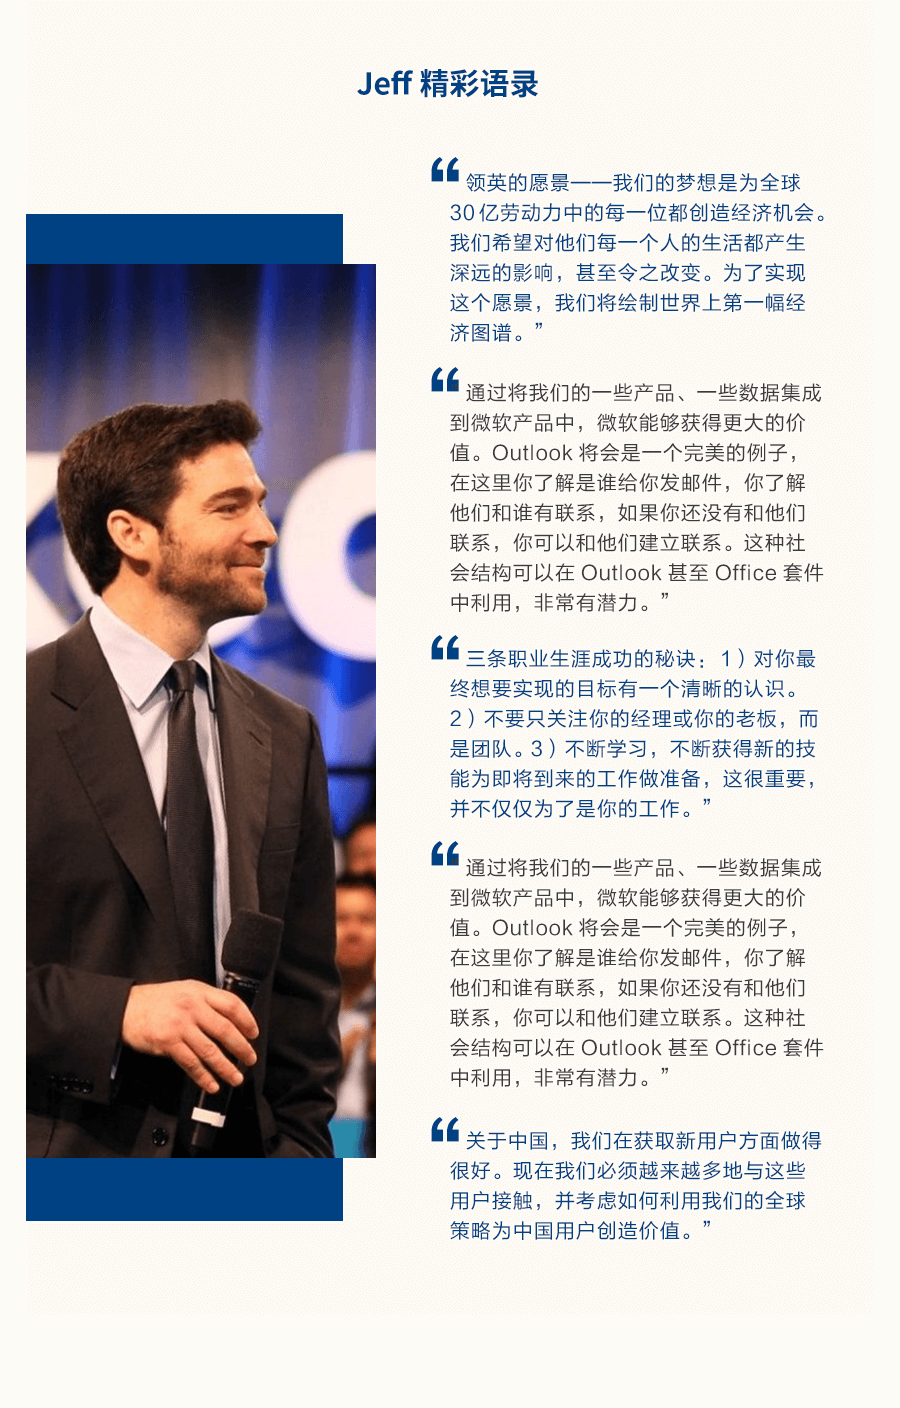 Jeff 精彩语录
“领英的愿景——我们的梦想是为全球
30 亿劳动力中的每一位都创造经济机会。
我们希望对他们每一个人的生活都产生
深远的影响，甚至令之改变。为了实现
这个愿景，我们将绘制世界上第一幅经
济图谱。”
“通过将我们的一些产品、一些数据集成
到微软产品中，微软能够获得更大的价
值。Outlook 将会是一个完美的例子，
在这里你了解是谁给你发邮件，你了解
他们和谁有联系，如果你还没有和他们
联系，你可以和他们建立联系。这种社
会结构可以在 Outlook 甚至 Office 套件
中利用，非常有潜力。”
“三条职业生涯成功的秘诀：1）对你最
终想要实现的目标有一个清晰的认识。
2）不要只关注你的经理或你的老板，而
是团队。3）不断学习，不断获得新的技
能为即将到来的工作做准备，这很重要，
并不仅仅为了是你的工作。”
“通过将我们的一些产品、一些数据集成
到微软产品中，微软能够获得更大的价
值。Outlook 将会是一个完美的例子，
在这里你了解是谁给你发邮件，你了解
他们和谁有联系，如果你还没有和他们
联系，你可以和他们建立联系。这种社
会结构可以在 Outlook 甚至 Office 套件
中利用，非常有潜力。”
“关于中国，我们在获取新用户方面做得
很好。现在我们必须越来越多地与这些
用户接触，并考虑如何利用我们的全球
策略为中国用户创造价值。”